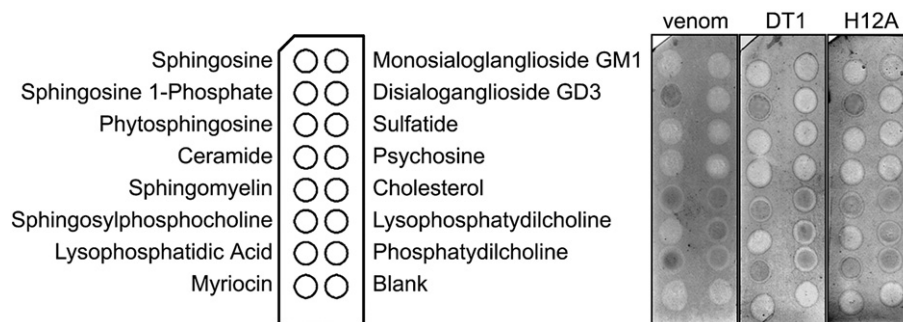 venom DT1 H12A
Sphingosine Monosialoglanglioside GM1
Sphingosine 1-Phosphate Disialoganglioside GD3
Phytosphingosine Sulfatide
Ceramide Psychosine
Sphingomyelin Cholesterol
Sphingosylphosphocholine Lysophosphatydilcholine
Lysophosphatidic Acid Phosphatydilcholine
Myriocin Blank